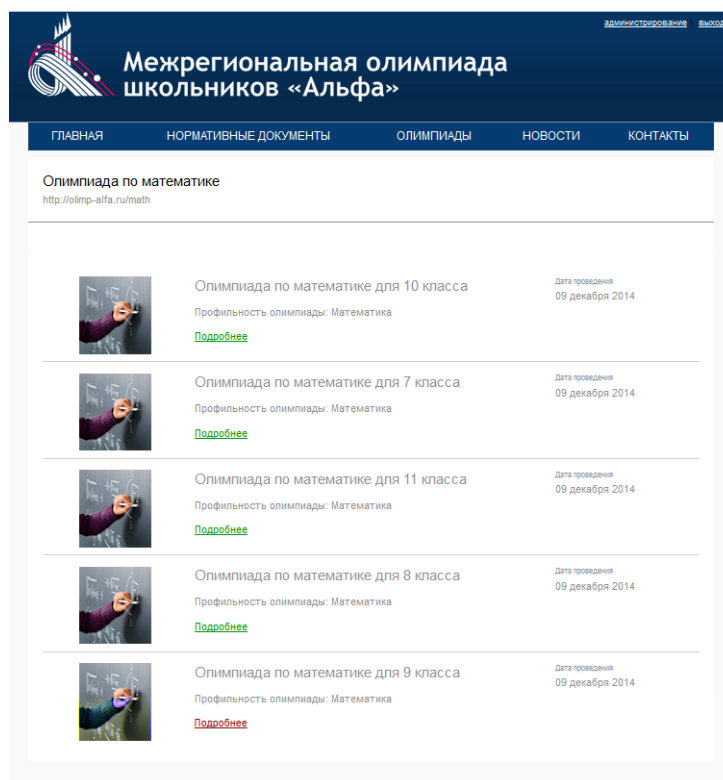 администрирование выход
Межрегиональная олимпиада
школьников «Альфа»
ГЛАВНАЯ НОРМАТИВНЫЕ ДОКУМЕНТЫ ОЛИМПИАДЫ НОВОСТИ КОНТАКТЫ
Олимпиада по математике
http://olimp-alfa.ru/math
Олимпиада по математике для 10 класса
Дата проведения
09 декабря 2014
Профильность олимпиады: Математика
Подробнее
Олимпиада по математике для 7 класса
Дата проведения
09 декабря 2014
Профильность олимпиады: Математика
Подробнее
Олимпиада по математике для 11 класса
Дата проведения
09 декабря 2014
Профильность олимпиады: Математика
Подробнее
Олимпиада по математике для 8 класса
Дата проведения
09 декабря 2014
Профильность олимпиады: Математика
Подробнее
Олимпиада по математике для 9 класса
Дата проведения
09 декабря 2014
Профильность олимпиады: Математика
Подробнее